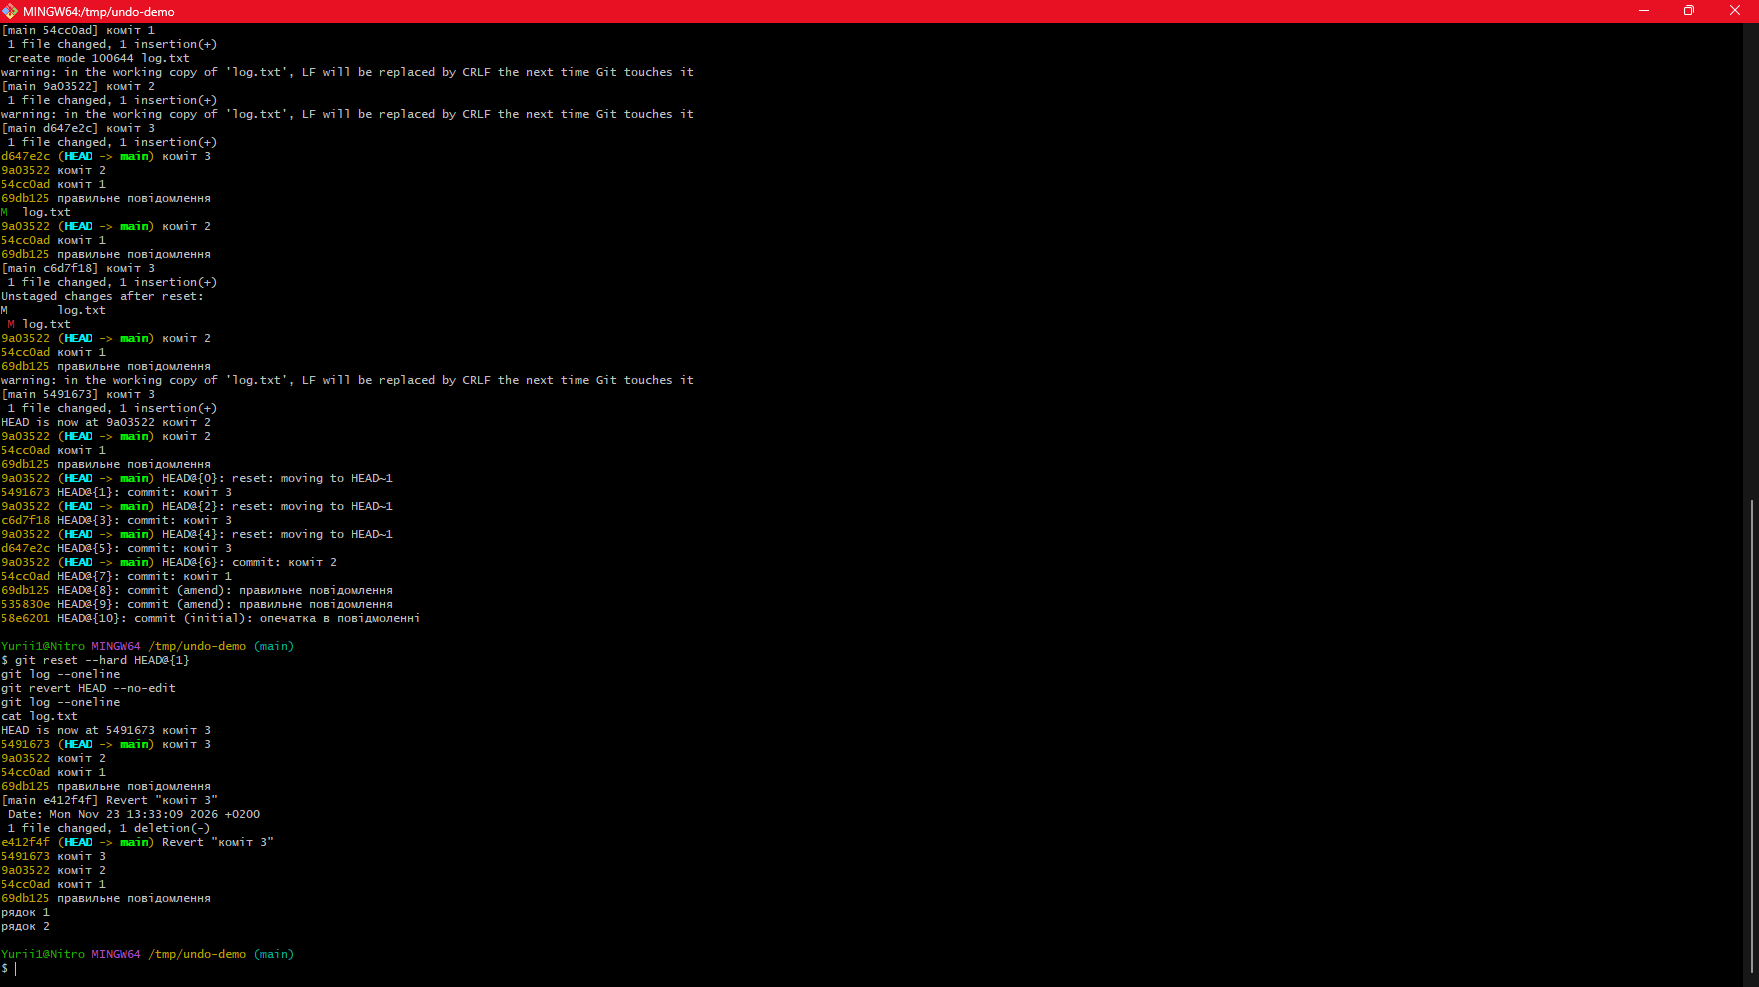 MINGW64:/tmp/undo-demo
[main 54cc0ad] коміт 1
 1 file changed, 1 insertion(+)
 create mode 100644 log.txt
warning: in the working copy of 'log.txt', LF will be replaced by CRLF the next time Git touches it
[main 9a03522] коміт 2
 1 file changed, 1 insertion(+)
warning: in the working copy of 'log.txt', LF will be replaced by CRLF the next time Git touches it
[main d647e2c] коміт 3
 1 file changed, 1 insertion(+)
d647e2c (HEAD -> main) коміт 3
9a03522 коміт 2
54cc0ad коміт 1
69db125 правильне повідомлення
M  log.txt
9a03522 (HEAD -> main) коміт 2
54cc0ad коміт 1
69db125 правильне повідомлення
[main c6d7f18] коміт 3
 1 file changed, 1 insertion(+)
Unstaged changes after reset:
M       log.txt
 M log.txt
9a03522 (HEAD -> main) коміт 2
54cc0ad коміт 1
69db125 правильне повідомлення
warning: in the working copy of 'log.txt', LF will be replaced by CRLF the next time Git touches it
[main 5491673] коміт 3
 1 file changed, 1 insertion(+)
HEAD is now at 9a03522 коміт 2
9a03522 (HEAD -> main) коміт 2
54cc0ad коміт 1
69db125 правильне повідомлення
9a03522 (HEAD -> main) HEAD@{0}: reset: moving to HEAD~1
5491673 HEAD@{1}: commit: коміт 3
9a03522 (HEAD -> main) HEAD@{2}: reset: moving to HEAD~1
c6d7f18 HEAD@{3}: commit: коміт 3
9a03522 (HEAD -> main) HEAD@{4}: reset: moving to HEAD~1
d647e2c HEAD@{5}: commit: коміт 3
9a03522 (HEAD -> main) HEAD@{6}: commit: коміт 2
54cc0ad HEAD@{7}: commit: коміт 1
69db125 HEAD@{8}: commit (amend): правильне повідомлення
535830e HEAD@{9}: commit (amend): правильне повідомлення
58e6201 HEAD@{10}: commit (initial): опечатка в повідмоленні
Yurii1@Nitro MINGW64 /tmp/undo-demo (main)
$ git reset --hard HEAD@{1}
git log --oneline
git revert HEAD --no-edit
git log --oneline
cat log.txt
HEAD is now at 5491673 коміт 3
5491673 (HEAD -> main) коміт 3
9a03522 коміт 2
54cc0ad коміт 1
69db125 правильне повідомлення
[main e412f4f] Revert "коміт 3"
 Date: Mon Nov 23 13:33:09 2026 +0200
 1 file changed, 1 deletion(-)
e412f4f (HEAD -> main) Revert "коміт 3"
5491673 коміт 3
9a03522 коміт 2
54cc0ad коміт 1
69db125 правильне повідомлення
рядок 1
рядок 2
Yurii1@Nitro MINGW64 /tmp/undo-demo (main)
$